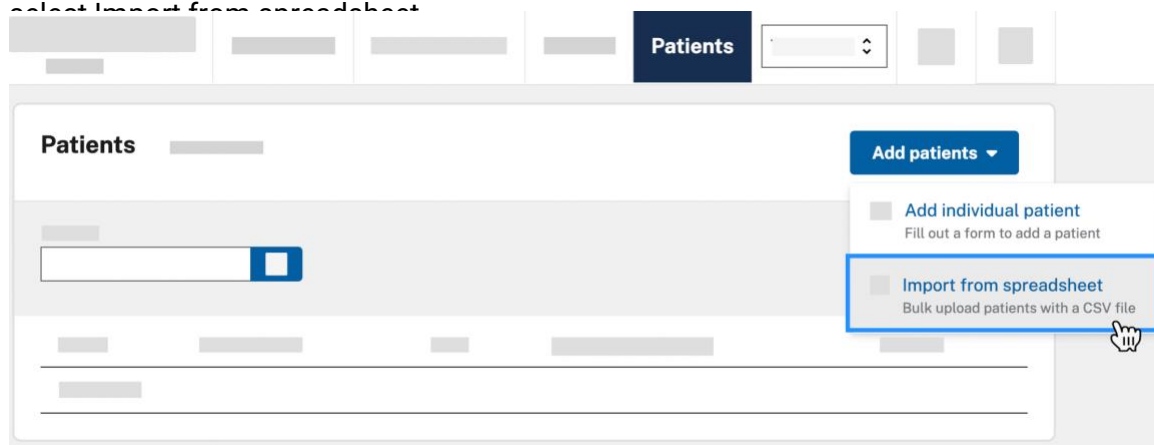 select Import from spreadsheet
Patients
Patients
Add patients
Add individual patient
Fill out a form to add a patient
Import from spreadsheet
Bulk upload patients with a CSV file